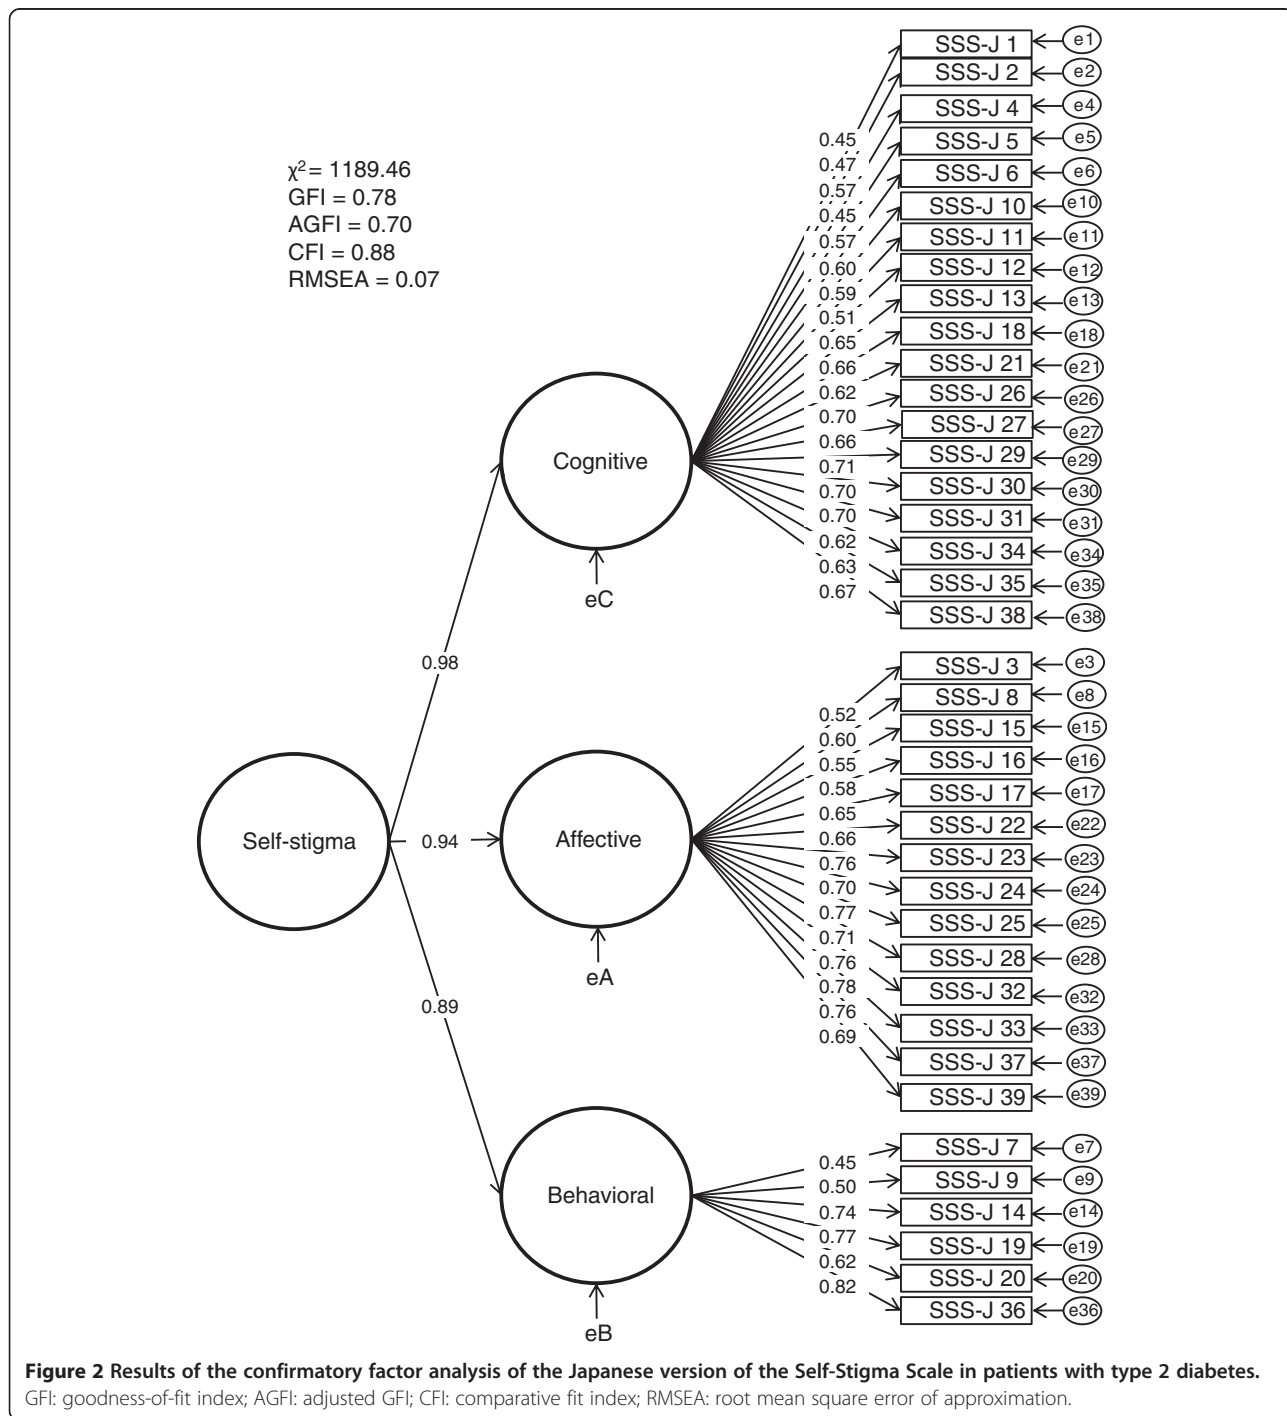 χ²= 1189.46
GFI = 0.78
AGFI = 0.70
CFI = 0.88
RMSEA = 0.07
Self-stigma
0.98
0.94
0.89
Cognitive
eC
Affective
eA
Behavioral
eB
0.45
0.47
0.57
0.45
0.57
0.60
0.59
0.51
0.65
0.66
0.62
0.70
0.66
0.71
0.70
0.70
0.62
0.63
0.67
SSS-J 1 e1
SSS-J 2 e2
SSS-J 4 e4
SSS-J 5 e5
SSS-J 6 e6
SSS-J 10 e10
SSS-J 11 e11
SSS-J 12 e12
SSS-J 13 e13
SSS-J 18 e18
SSS-J 21 e21
SSS-J 26 e26
SSS-J 27 e27
SSS-J 29 e29
SSS-J 30 e30
SSS-J 31 e31
SSS-J 34 e34
SSS-J 35 e35
SSS-J 38 e38
0.52
0.60
0.55
0.58
0.65
0.66
0.76
0.70
0.77
0.71
0.76
0.78
0.76
0.69
SSS-J 3 e3
SSS-J 8 e8
SSS-J 15 e15
SSS-J 16 e16
SSS-J 17 e17
SSS-J 22 e22
SSS-J 23 e23
SSS-J 24 e24
SSS-J 25 e25
SSS-J 28 e28
SSS-J 32 e32
SSS-J 33 e33
SSS-J 37 e37
SSS-J 39 e39
0.45
0.50
0.74
0.77
0.62
0.82
SSS-J 7 e7
SSS-J 9 e9
SSS-J 14 e14
SSS-J 19 e19
SSS-J 20 e20
SSS-J 36 e36
Figure 2 Results of the confirmatory factor analysis of the Japanese version of the Self-Stigma Scale in patients with type 2 diabetes.
GFI: goodness-of-fit index; AGFI: adjusted GFI; CFI: comparative fit index; RMSEA: root mean square error of approximation.